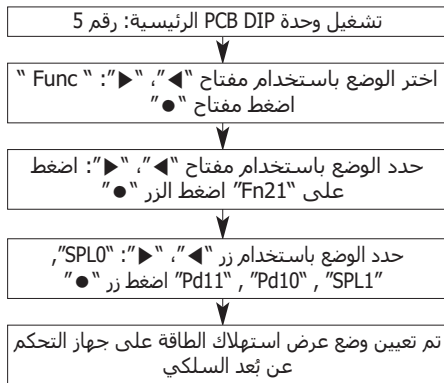 تشغيل وحدة PCB DIP الرئيسية: رقم 5
اختر الوضع باستخدام مفتاح “◀”، “▶”: “ Func “
اضغط مفتاح “●”
حدد الوضع باستخدام مفتاح “◀”، “▶”: اضغط
على “Fn21” اضغط الزر “●”
حدد الوضع باستخدام زر “◀”، “▶”: “SPL0”,
“SPL1” , “Pd10” , “Pd11” اضغط زر “●”
تم تعيين وضع عرض استهلاك الطاقة على جهاز التحكم
عن بُعد السلكي